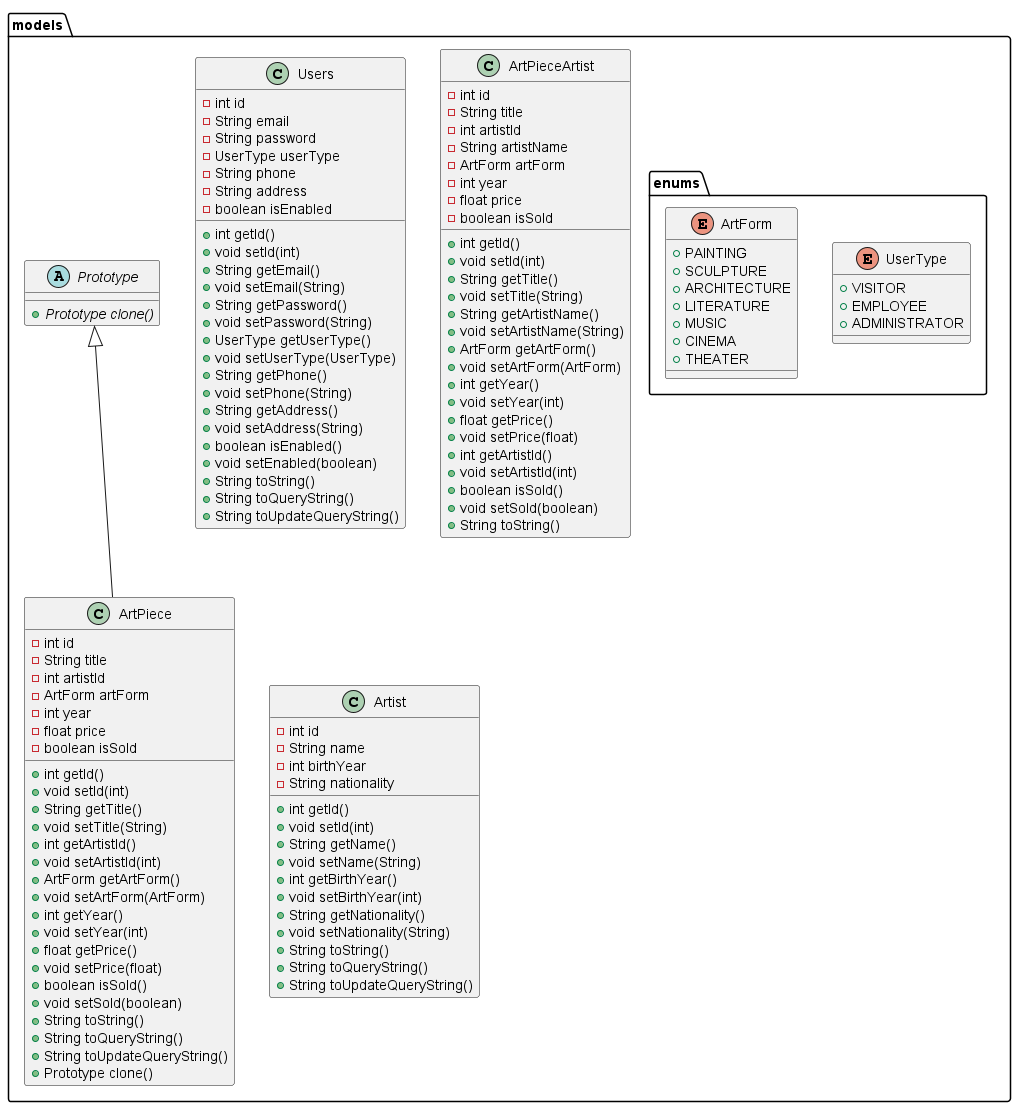 models
Users
int id
String email
String password
UserType userType
String phone
String address
boolean isEnabled
int getId()
void setId(int)
String getEmail()
void setEmail(String)
String getPassword()
void setPassword(String)
UserType getUserType()
void setUserType(UserType)
String getPhone()
void setPhone(String)
String getAddress()
void setAddress(String)
boolean isEnabled()
void setEnabled(boolean)
String toString()
String toQueryString()
String toUpdateQueryString()
ArtPieceArtist
int id
String title
int artistId
String artistName
ArtForm artForm
int year
float price
boolean isSold
int getId()
void setId(int)
String getTitle()
void setTitle(String)
String getArtistName()
void setArtistName(String)
ArtForm getArtForm()
void setArtForm(ArtForm)
int getYear()
void setYear(int)
float getPrice()
void setPrice(float)
int getArtistId()
void setArtistId(int)
boolean isSold()
void setSold(boolean)
String toString()
enums
ArtForm
PAINTING
SCULPTURE
ARCHITECTURE
LITERATURE
MUSIC
CINEMA
THEATER
UserType
VISITOR
EMPLOYEE
ADMINISTRATOR
Prototype
Prototype clone()
ArtPiece
int id
String title
int artistId
ArtForm artForm
int year
float price
boolean isSold
int getId()
void setId(int)
String getTitle()
void setTitle(String)
int getArtistId()
void setArtistId(int)
ArtForm getArtForm()
void setArtForm(ArtForm)
int getYear()
void setYear(int)
float getPrice()
void setPrice(float)
boolean isSold()
void setSold(boolean)
String toString()
String toQueryString()
String toUpdateQueryString()
Prototype clone()
Artist
int id
String name
int birthYear
String nationality
int getId()
void setId(int)
String getName()
void setName(String)
int getBirthYear()
void setBirthYear(int)
String getNationality()
void setNationality(String)
String toString()
String toQueryString()
String toUpdateQueryString()